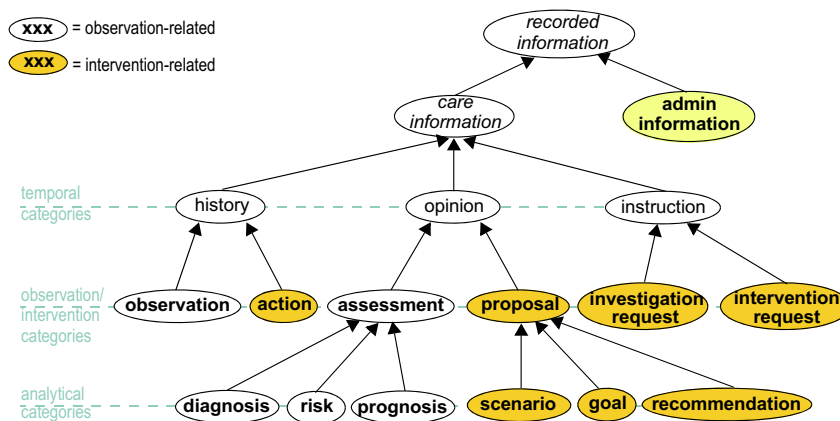 xxx = observation-related
xxx = intervention-related
recorded
information
care
information
admin
information
temporal
categories
history
opinion
instruction
observation/
intervention
categories
observation
action
assessment
proposal
investigation
request
intervention
request
analytical
categories
diagnosis
risk
prognosis
scenario
goal
recommendation